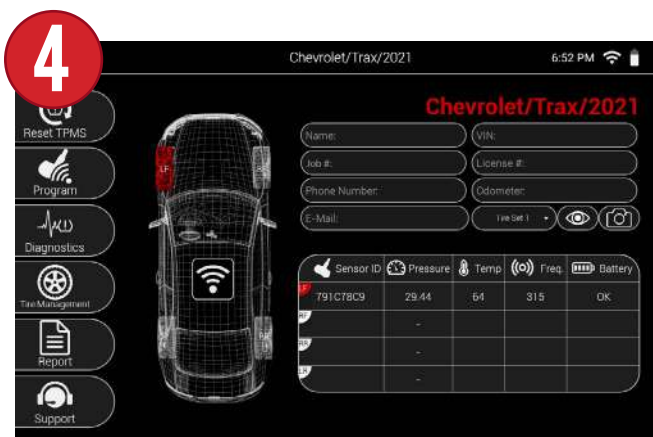 4
Chevrolet/Trax/2021
6:52 PM
Reset TPMS
Program
Diagnostics
Tire Management
Report
Support
LF
Chevrolet/Trax/2021
Name:
VIN:
Job #:
License #:
Phone Number:
Odometer:
E-Mail:
Tire Set 1
Sensor ID Pressure Temp Freq. Battery
LF 791C78C9 29.44 64 315 OK
RF -
RR -
LR -